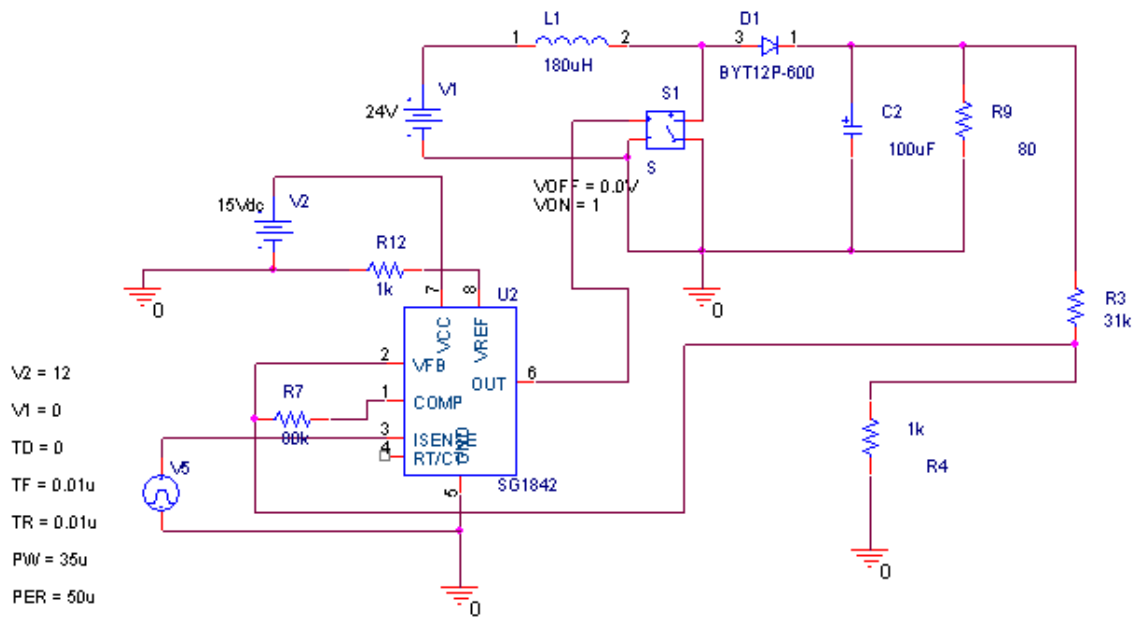 L1
1
2
180uH
D1
3
1
BYT12P-600
V1
24V
S1
S
VOFF = 0.0V
VON = 1
C2
100uF
R9
80
15Vdc
V2
R12
1k
0
0
7
8
U2
VCC
VREF
R3
31k
2
VFB
6
OUT
V2 = 12
R7
80k
1
COMP
V1 = 0
3
ISENSE
4
RT/CT
GND
5
SG1842
1k
R4
TD = 0
V5
TF = 0.01u
TR = 0.01u
PW = 35u
PER = 50u
0
0